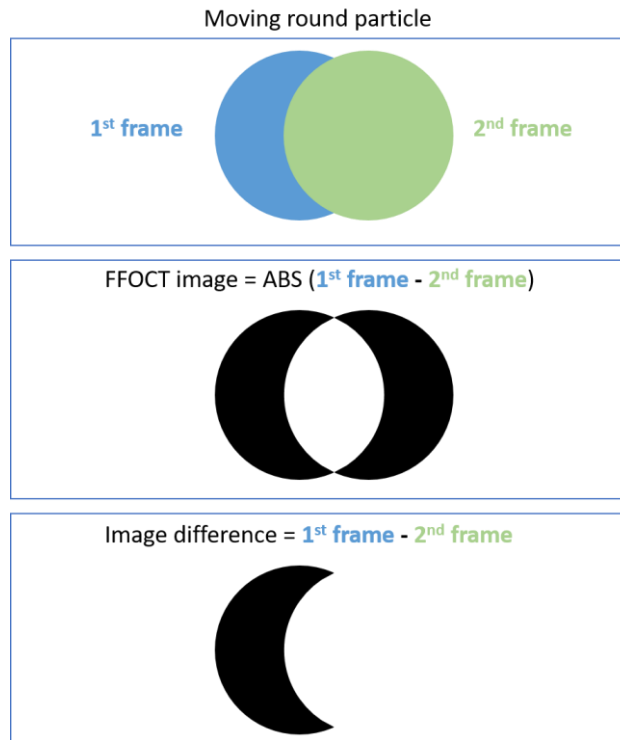 Moving round particle
1st frame
2nd frame
FFOCT image = ABS (1st frame - 2nd frame)
Image difference = 1st frame - 2nd frame